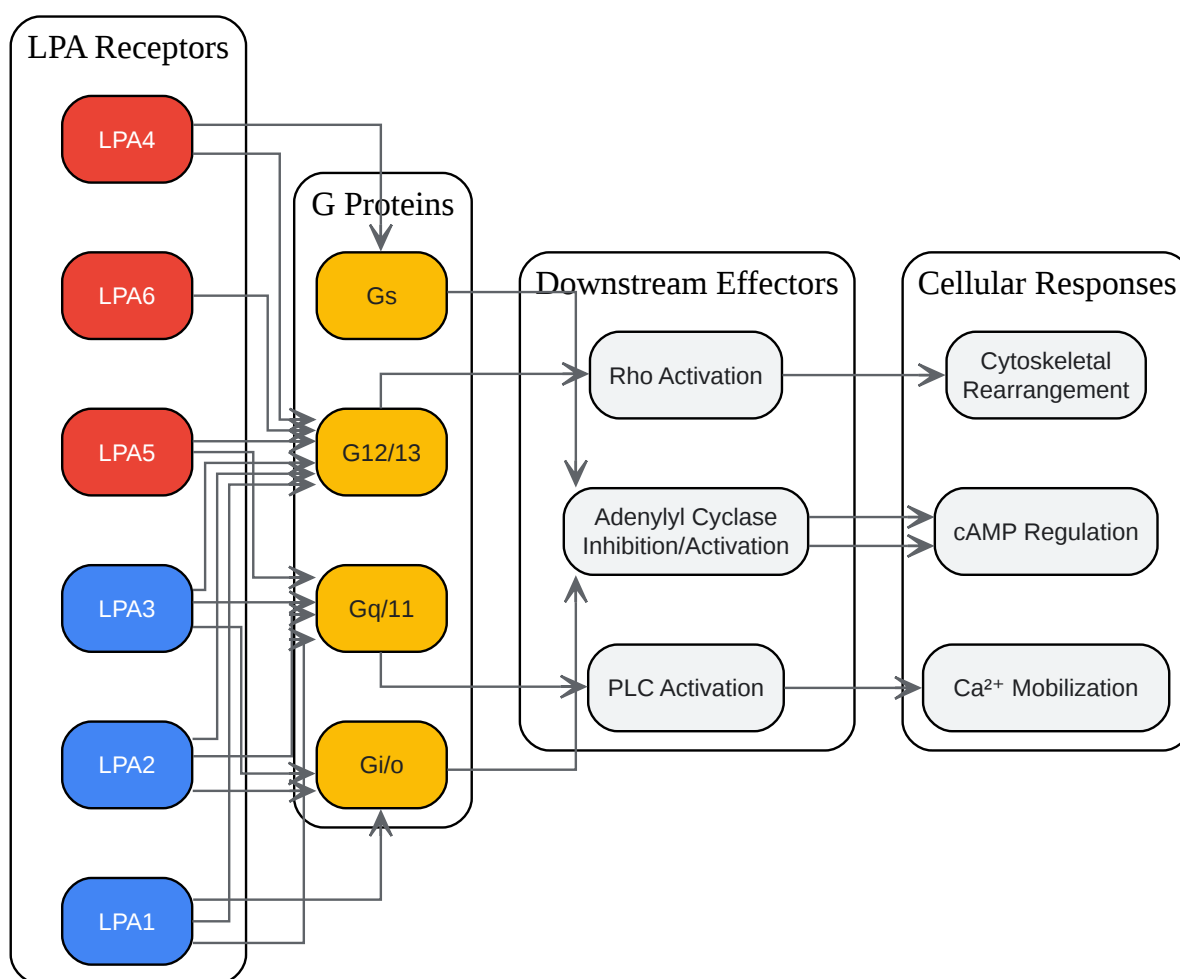 LPA Receptors
LPA4
LPA6
LPA5
LPA3
LPA2
LPA1
G Proteins
Gs
G12/13
Gq/11
Gi/o
Downstream Effectors
Rho Activation
Adenylyl Cyclase
Inhibition/Activation
PLC Activation
Cellular Responses
Cytoskeletal
Rearrangement
cAMP Regulation
Ca²⁺ Mobilization